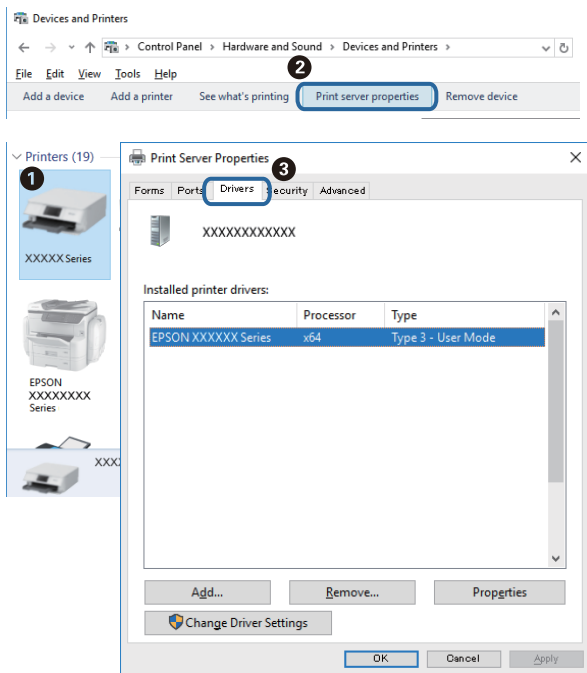 Devices and Printers
Control Panel > Hardware and Sound > Devices and Printers >
File Edit View Tools Help
2
Add a device Add a printer See what's printing Print server properties Remove device
Printers (19)
1
XXXXX Series
EPSON
XXXXXXXX
Series
XXX
Print Server Properties
3
Forms Ports Drivers ecurity Advanced
XXXXXXXXXXXX
Installed printer drivers:
Name Processor Type
EPSON XXXXXX Series x64 Type 3 - User Mode
Add... Remove... Properties
Change Driver Settings
OK Cancel Apply